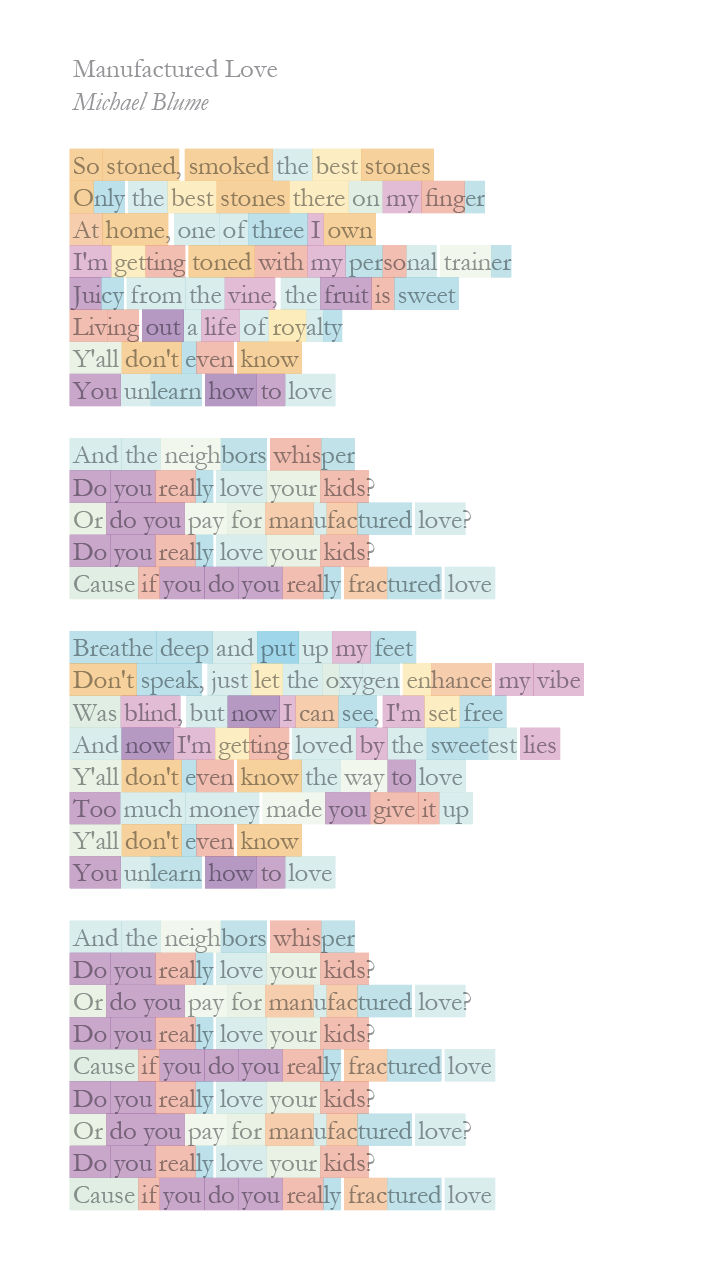 Manufactured Love
Michael Blume
So stoned, smoked the best stones
Only the best stones there on my finger
At home, one of three I own
I'm getting toned with my personal trainer
Juicy from the vine, the fruit is sweet
Living out a life of royalty
Y'all don't even know
You unlearn how to love
And the neighbors whisper
Do you really love your kids?
Or do you pay for manufactured love?
Do you really love your kids?
Cause if you do you really fractured love
Breathe deep and put up my feet
Don't speak, just let the oxygen enhance my vibe
Was blind, but now I can see, I'm set free
And now I'm getting loved by the sweetest lies
Y'all don't even know the way to love
Too much money made you give it up
Y'all don't even know
You unlearn how to love
And the neighbors whisper
Do you really love your kids?
Or do you pay for manufactured love?
Do you really love your kids?
Cause if you do you really fractured love
Do you really love your kids?
Or do you pay for manufactured love?
Do you really love your kids?
Cause if you do you really fractured love